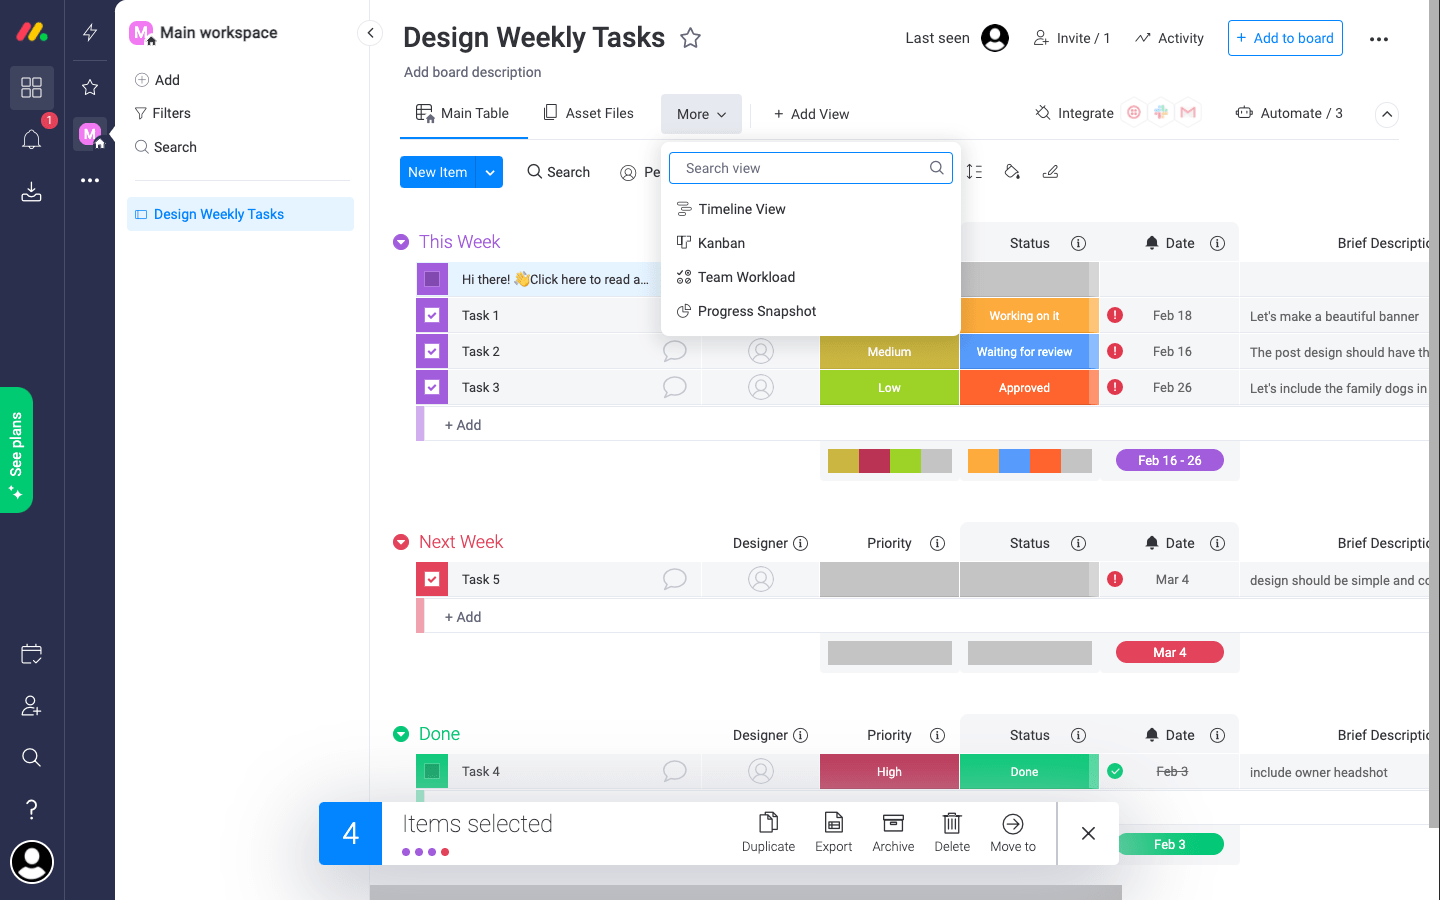 M
Main workspace
Add
Filters
Search
Design Weekly Tasks
1
M
See plans
Design Weekly Tasks
Add board description
Last seen
Invite / 1
Activity
+ Add to board
Main Table
Asset Files
More
+ Add View
Integrate
Automate / 3
New Item
Search
Pe
Search view
Timeline View
Kanban
Team Workload
Progress Snapshot
This Week
Status
Date
Brief Descriptio
Hi there! 👋Click here to read a...
Task 1
Working on it
Feb 18
Let's make a beautiful banner
Task 2
Medium
Waiting for review
Feb 16
The post design should have th
Task 3
Low
Approved
Feb 26
Let's include the family dogs in
+ Add
Feb 16 - 26
Next Week
Designer
Priority
Status
Date
Brief Descriptio
Task 5
Mar 4
design should be simple and co
+ Add
Mar 4
Done
Designer
Priority
Status
Date
Brief Descriptio
Task 4
High
Done
Feb 3
include owner headshot
4
Items selected
Duplicate
Export
Archive
Delete
Move to
Feb 3